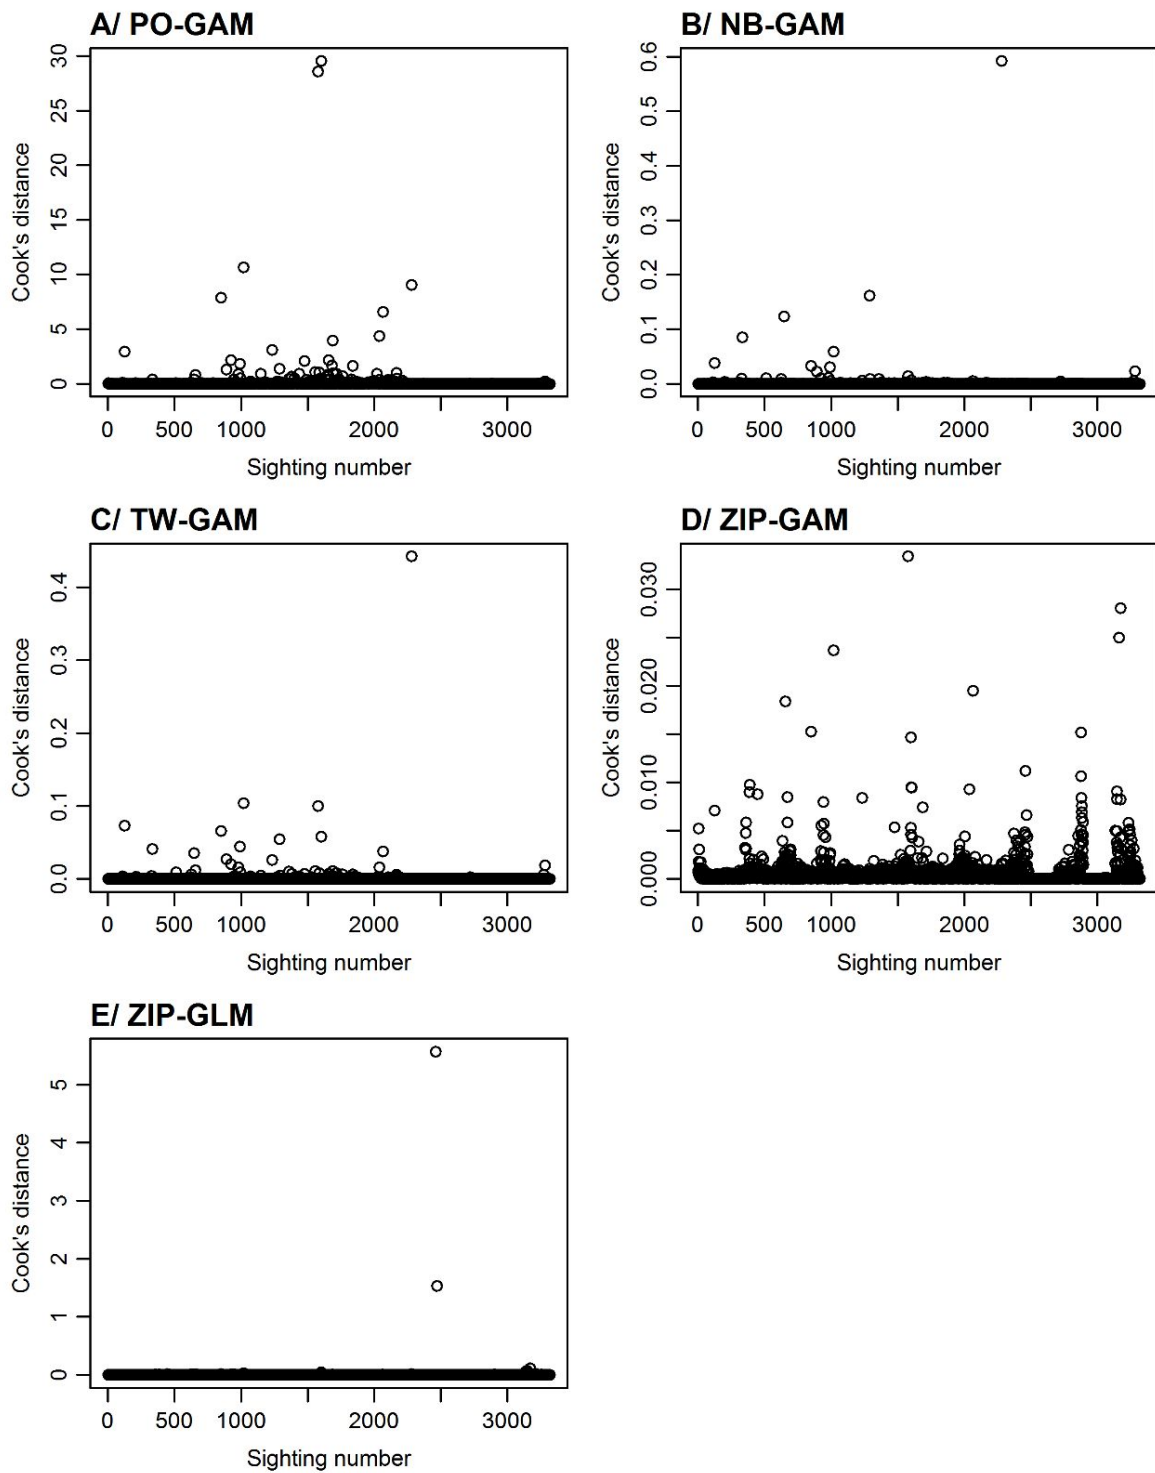 A/ PO-GAM
Cook's distance
30
25
20
15
10
5
0
0 500 1000 2000 3000
Sighting number
B/ NB-GAM
Cook's distance
0.6
0.5
0.4
0.3
0.2
0.1
0.0
0 500 1000 2000 3000
Sighting number
C/ TW-GAM
Cook's distance
0.4
0.3
0.2
0.1
0.0
0 500 1000 2000 3000
Sighting number
D/ ZIP-GAM
Cook's distance
0.030
0.020
0.010
0.000
0 500 1000 2000 3000
Sighting number
E/ ZIP-GLM
Cook's distance
5
4
3
2
1
0
0 500 1000 2000 3000
Sighting number